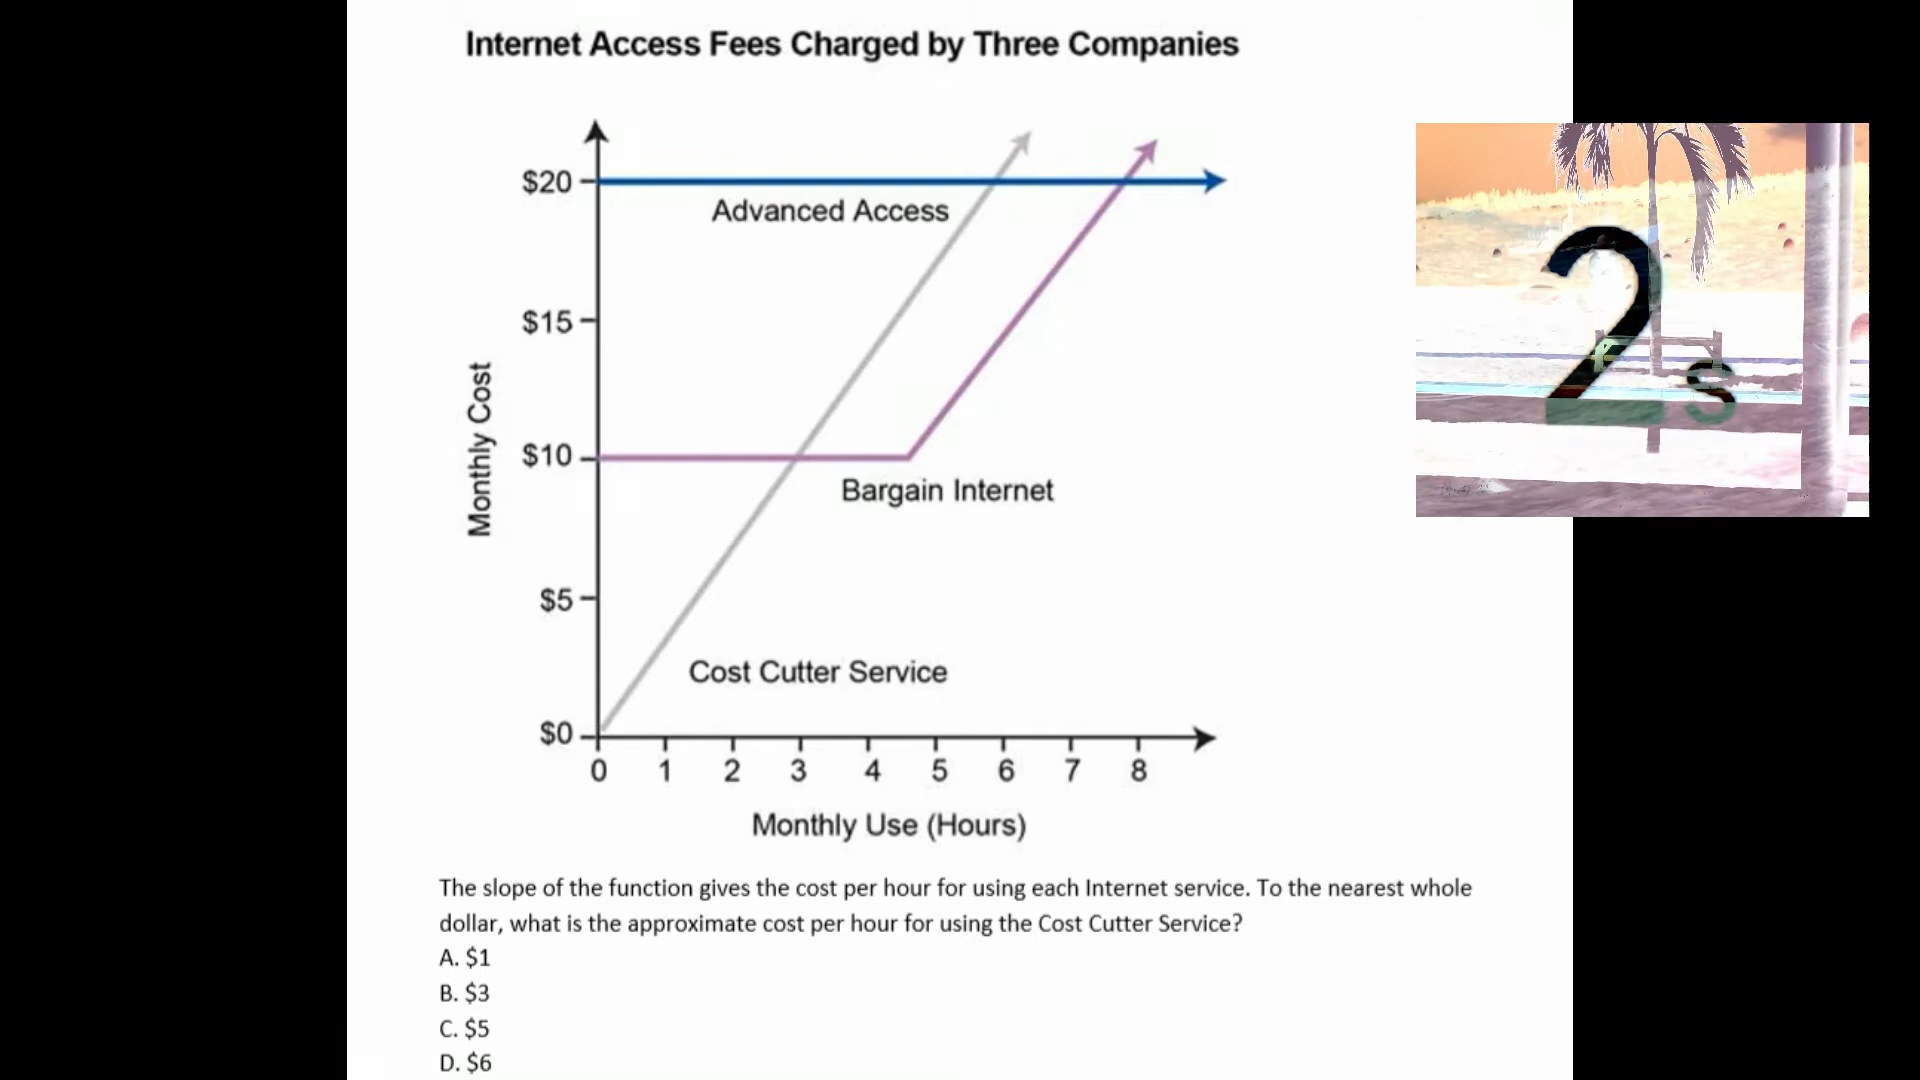 Internet Access Fees Charged by Three Companies
$20
Advanced Access
$15
Monthly Cost
$10
Bargain Internet
$5
Cost Cutter Service
$0
0 1 2 3 4 5 6 7 8
Monthly Use (Hours)
The slope of the function gives the cost per hour for using each Internet service. To the nearest whole
dollar, what is the approximate cost per hour for using the Cost Cutter Service?
A. $1
B. $3
C. $5
D. $6
2 s